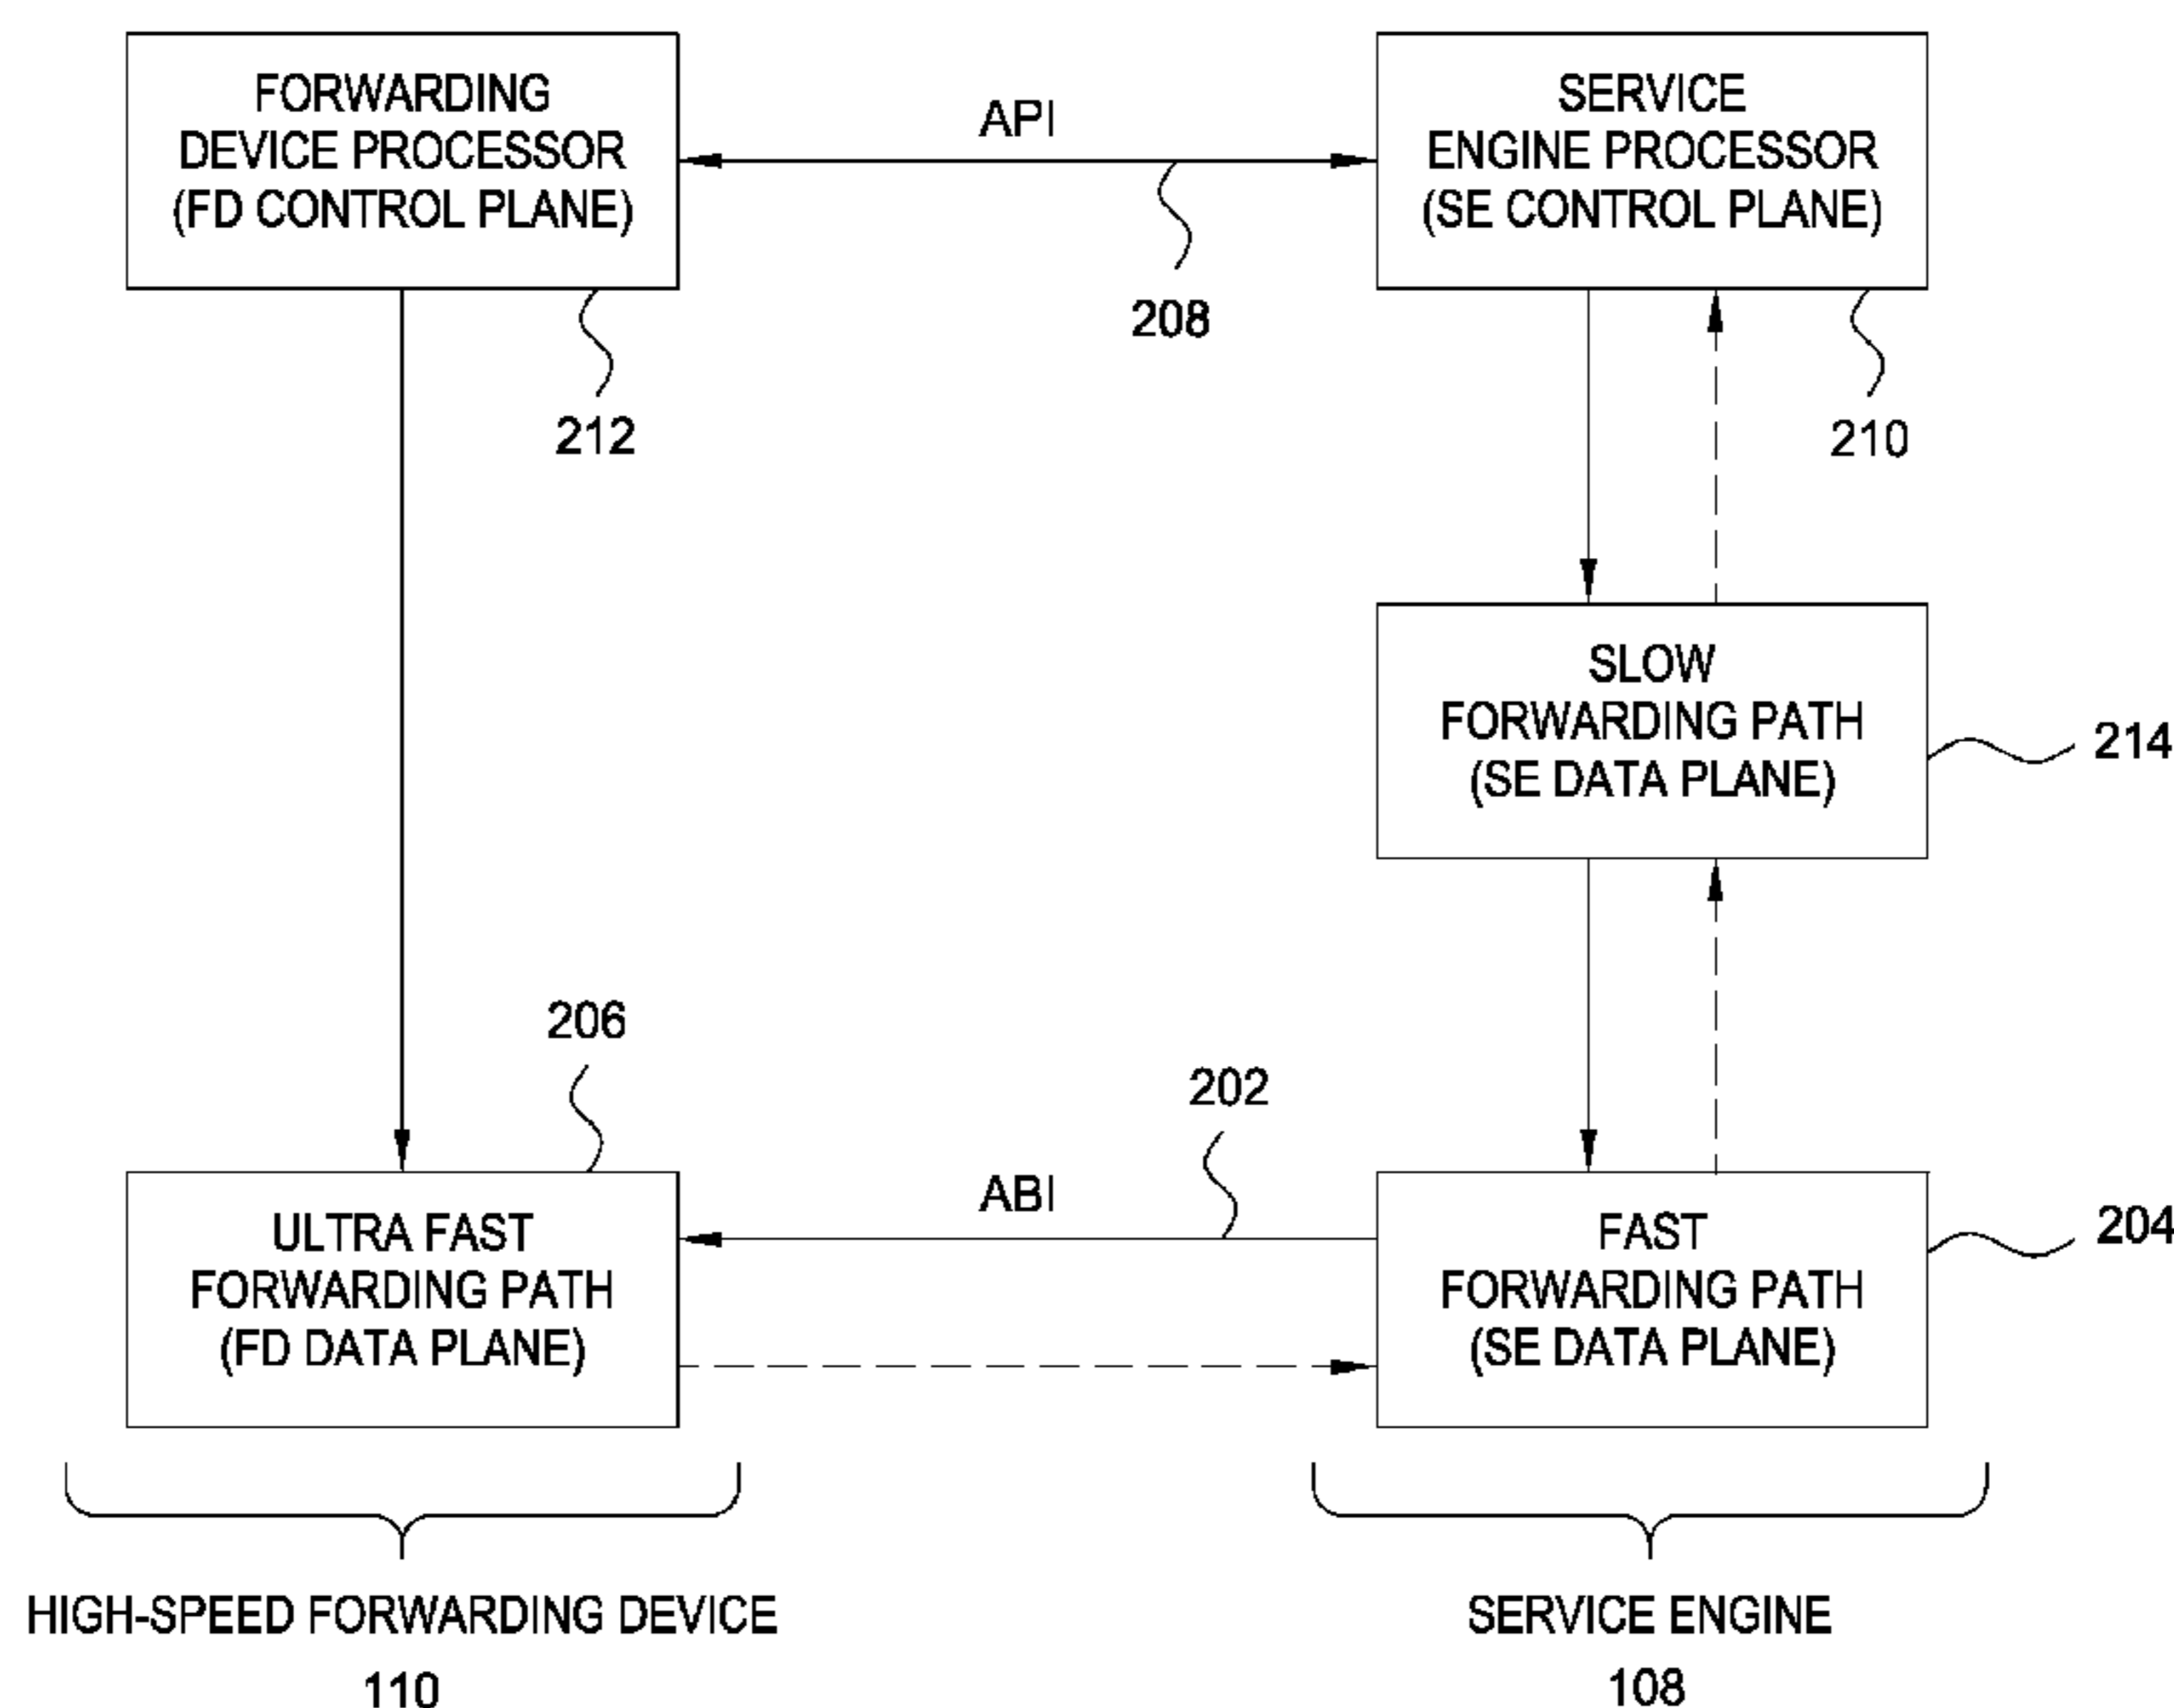 FORWARDING
DEVICE PROCESSOR
(FD CONTROL PLANE)
API
SERVICE
ENGINE PROCESSOR
(SE CONTROL PLANE)
208
212
210
SLOW
FORWARDING PATH
(SE DATA PLANE)
214
206
202
ULTRA FAST
FORWARDING PATH
(FD DATA PLANE)
ABI
FAST
FORWARDING PATH
(SE DATA PLANE)
204
HIGH-SPEED FORWARDING DEVICE
110
SERVICE ENGINE
108